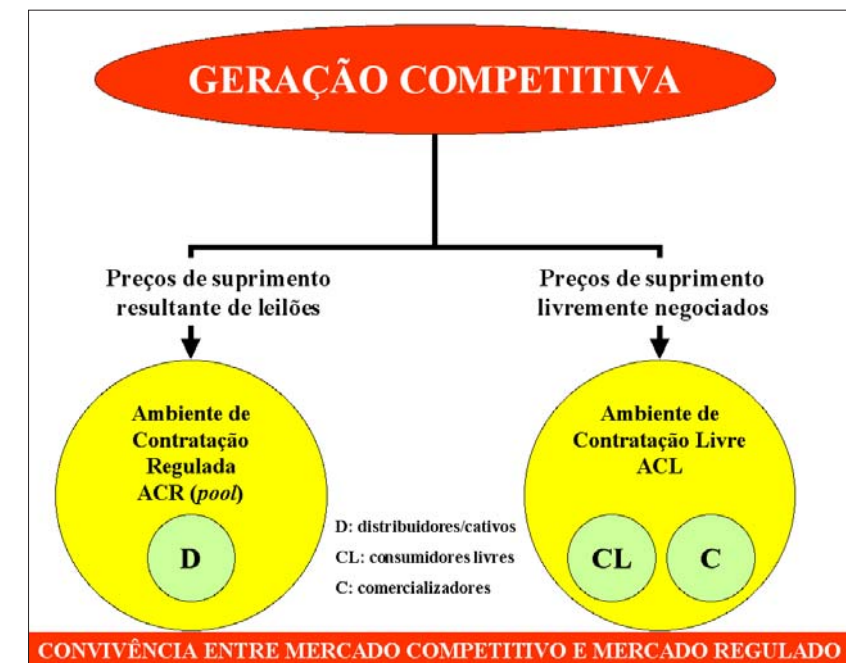 GERAÇÃO COMPETITIVA
Preços de suprimento
resultante de leilões
Preços de suprimento
livremente negociados
Ambiente de
Contratação
Regulada
ACR (pool)
D
Ambiente de
Contratação Livre
ACL
CL
C
D: distribuidores/cativos
CL: consumidores livres
C: comercializadores
CONVIVÊNCIA ENTRE MERCADO COMPETITIVO E MERCADO REGULADO